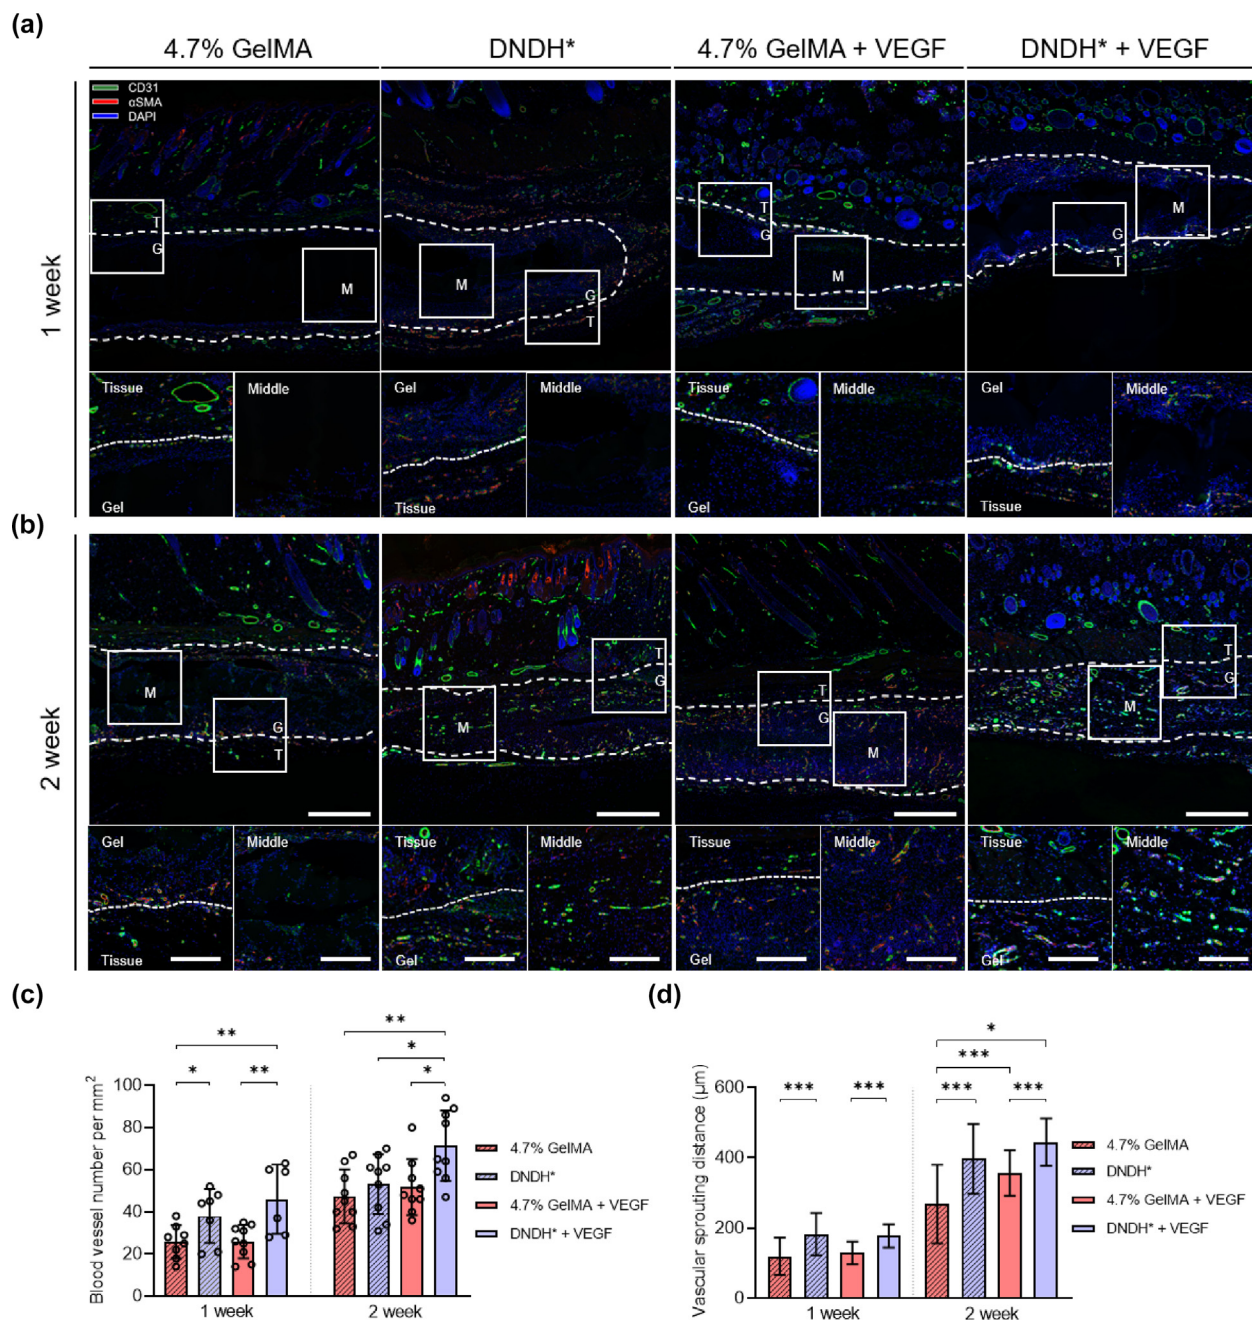 (a)
4.7% GelMA DNDH* 4.7% GelMA + VEGF DNDH* + VEGF
1 week
CD31
αSMA
DAPI
T
G
M
M
G
T
T
G
M
M
G
T
Tissue Middle Gel Middle Tissue Middle Gel Middle
Gel Tissue Gel Tissue
(b)
2 week
M
G
T
T
G
M
T
G
M
T
G
M
Gel Middle Tissue Middle Tissue Middle Tissue Middle
Tissue Gel Gel Gel
(c)
Blood vessel number per mm²
100
80
60
40
20
0
** * ** ** * *
1 week 2 week
4.7% GelMA
DNDH*
4.7% GelMA + VEGF
DNDH* + VEGF
(d)
Vascular sprouting distance (μm)
600
400
200
0
*** *** * *** *** ***
1 week 2 week
4.7% GelMA
DNDH*
4.7% GelMA + VEGF
DNDH* + VEGF